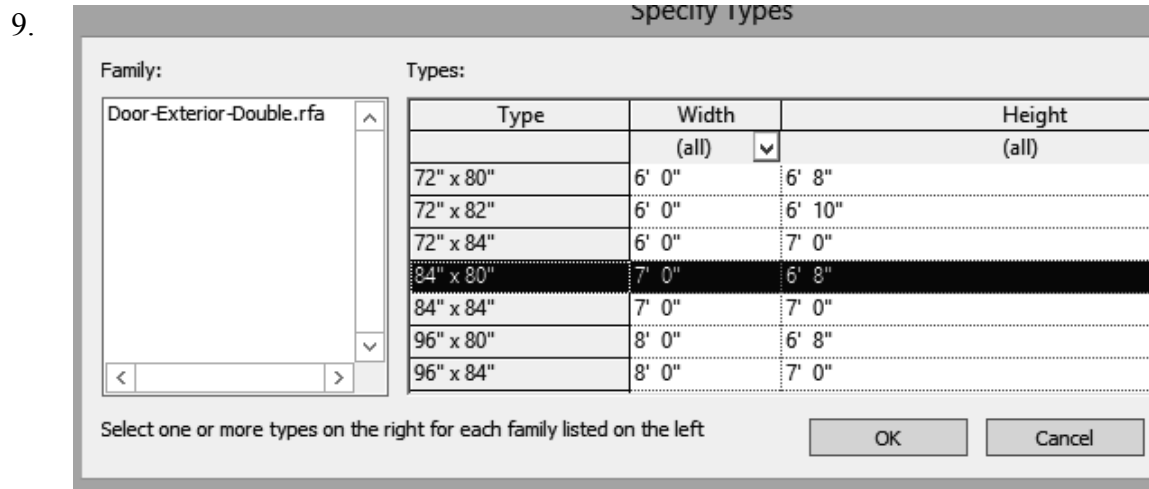 9.
Specify Types
Family:
Types:
Door-Exterior-Double.rfa
Type Width Height
(all) (all)
72" x 80" 6' 0" 6' 8"
72" x 82" 6' 0" 6' 10"
72" x 84" 6' 0" 7' 0"
84" x 80" 7' 0" 6' 8"
84" x 84" 7' 0" 7' 0"
96" x 80" 8' 0" 6' 8"
96" x 84" 8' 0" 7' 0"
Select one or more types on the right for each family listed on the left
OK Cancel